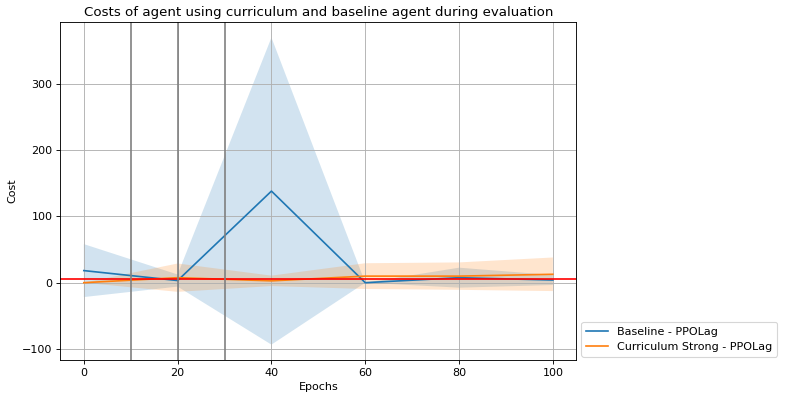 Costs of agent using curriculum and baseline agent during evaluation
300
200
100
0
−100
Cost
0 20 40 60 80 100
Epochs
Baseline - PPOLag
Curriculum Strong - PPOLag